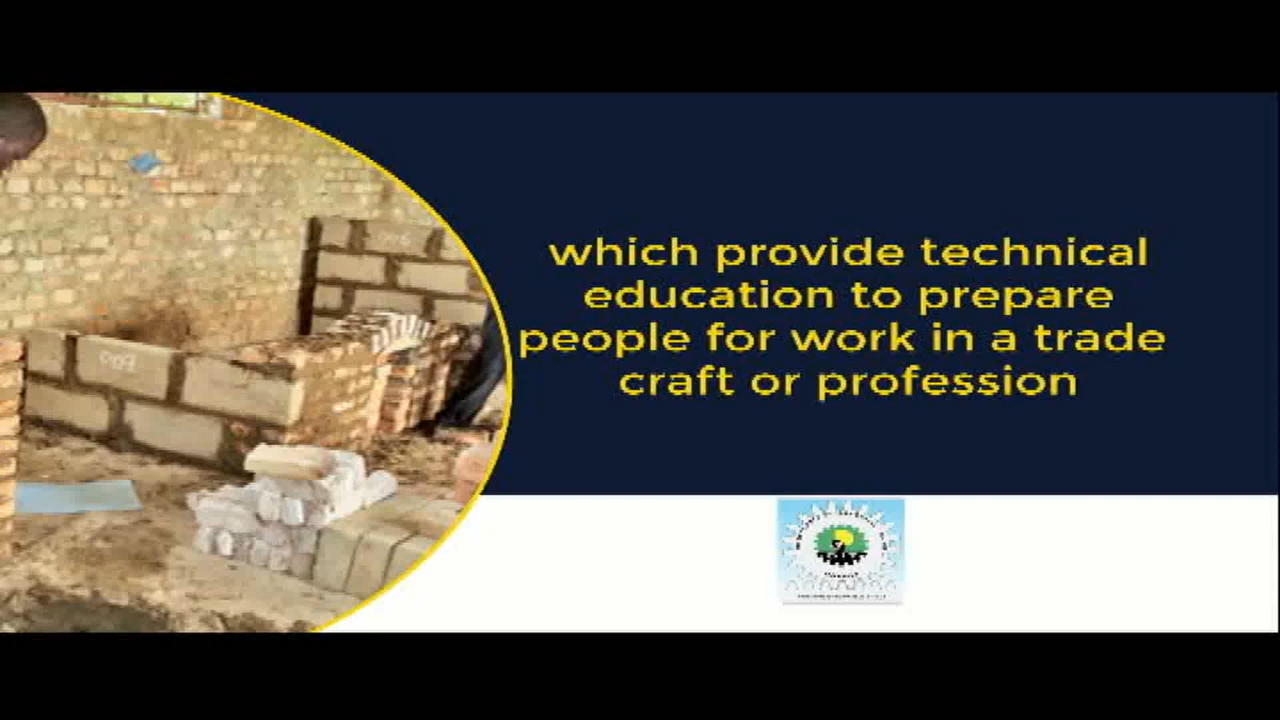 which provide technical
education to prepare
people for work in a trade
craft or profession